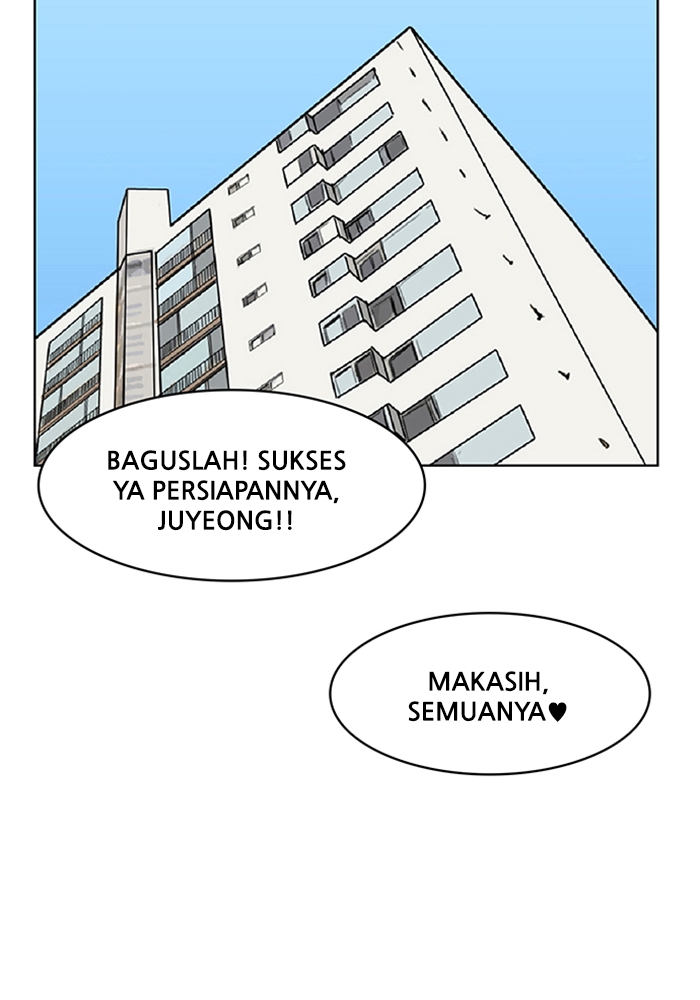 BAGUSLAH! SUKSES
YA PERSIAPANNYA,
JUYEONG!!
MAKASIH,
SEMUANYA♥